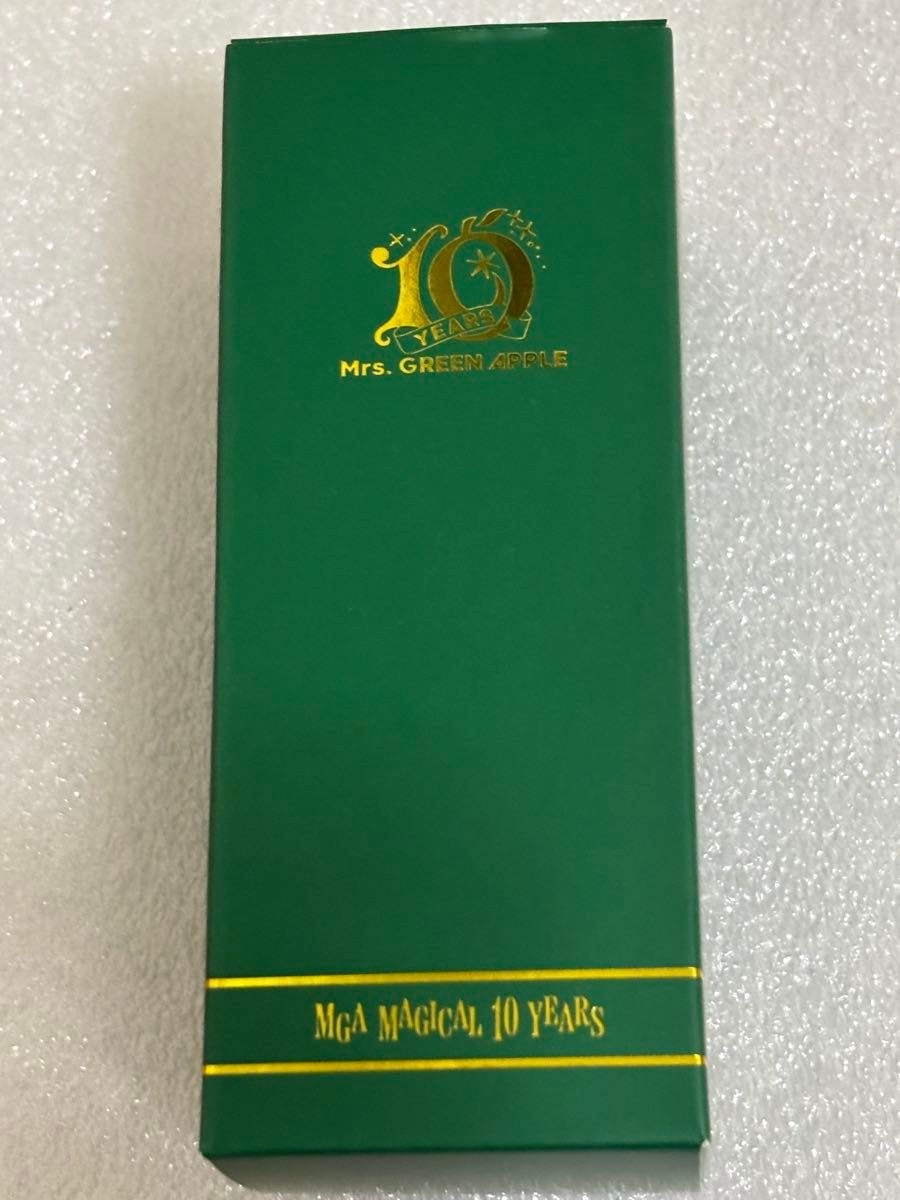 10
YEARS
Mrs. GREEN APPLE
MGA MAGICAL 10 YEARS